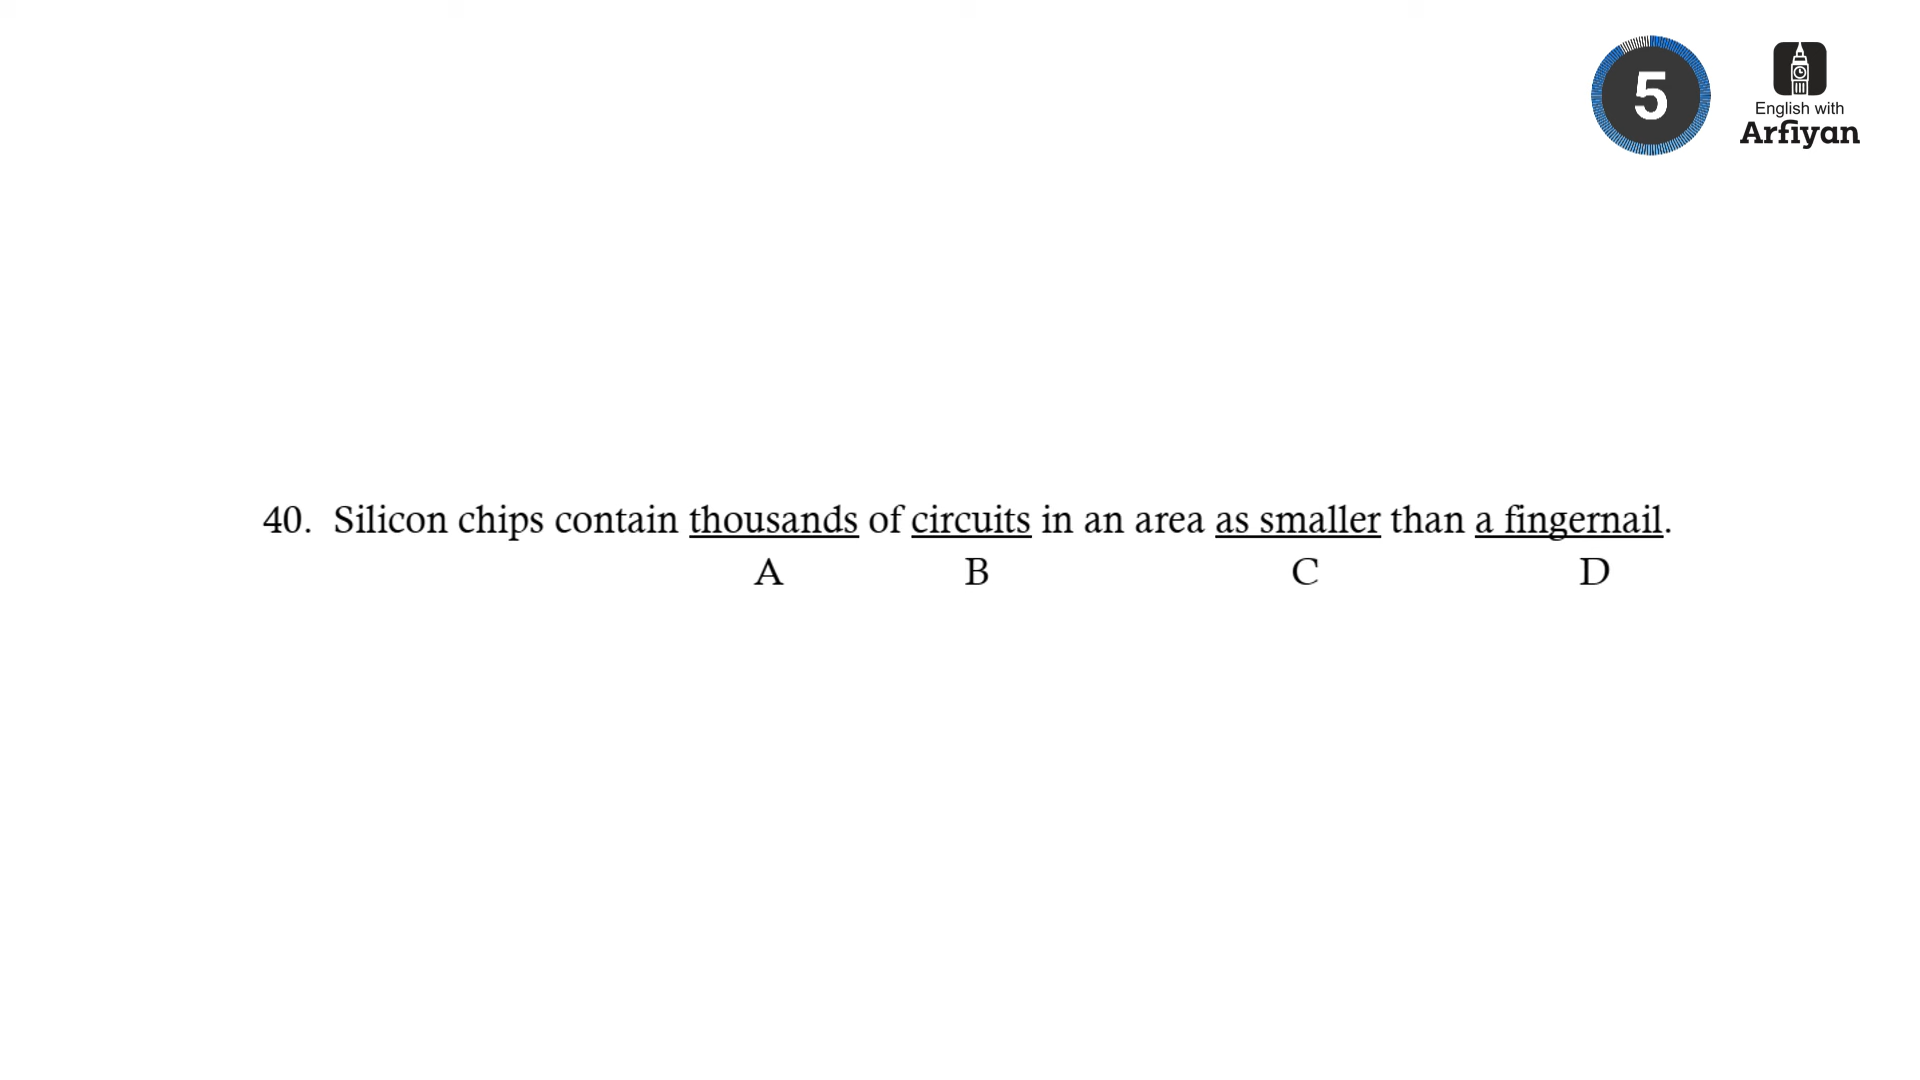 5
English with
Arfiyan
40. Silicon chips contain thousands of circuits in an area as smaller than a fingernail.
A B C D